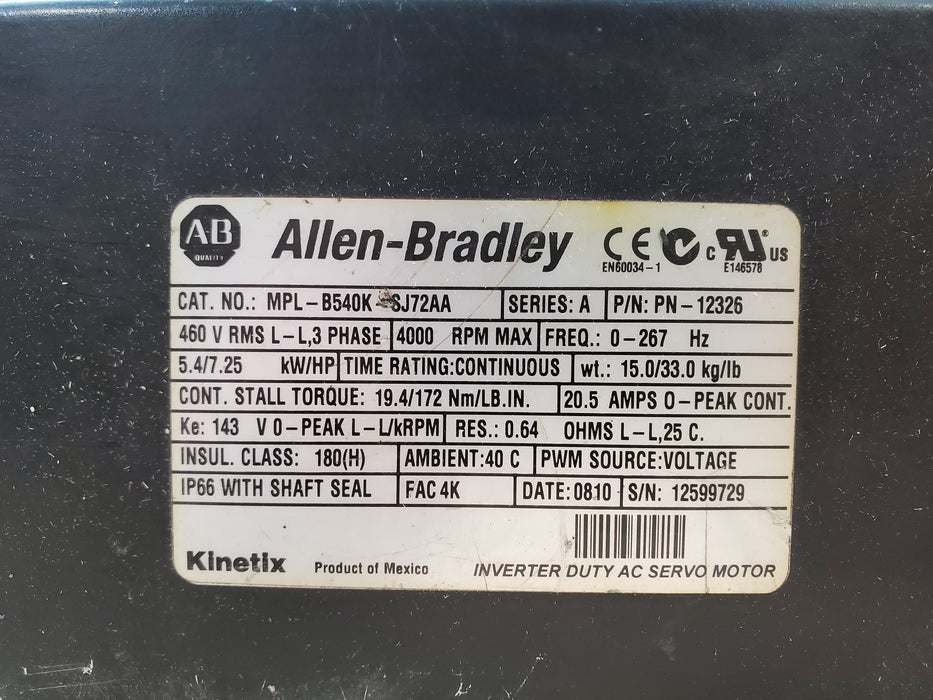 AB
QUALITY
Allen-Bradley
CE
EN60034-1
C UR® US
E146578
CAT. NO.: MPL-B540K-SJ72AA SERIES: A P/N: PN-12326
460 V RMS L-L,3 PHASE 4000 RPM MAX FREQ.: 0-267 Hz
5.4/7.25 kW/HP TIME RATING:CONTINUOUS wt.: 15.0/33.0 kg/lb
CONT. STALL TORQUE: 19.4/172 Nm/LB.IN. 20.5 AMPS 0-PEAK CONT.
Ke: 143 V 0-PEAK L-L/kRPM RES.: 0.64 OHMS L-L,25 C.
INSUL. CLASS: 180(H) AMBIENT:40 C PWM SOURCE:VOLTAGE
IP66 WITH SHAFT SEAL FAC 4K DATE:0810 S/N: 12599729
Kinetix Product of Mexico INVERTER DUTY AC SERVO MOTOR